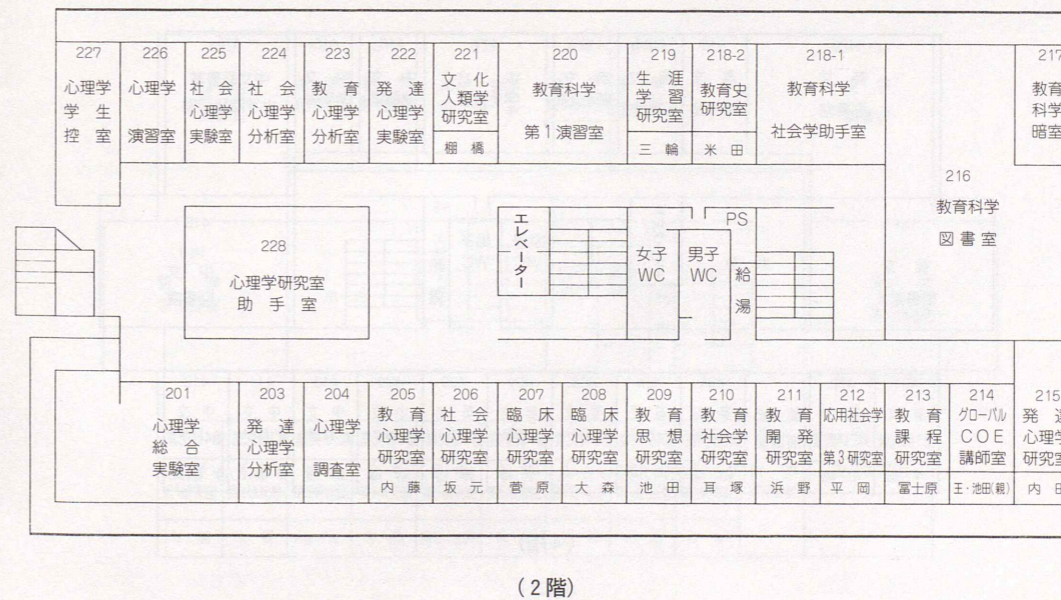 227
心理学
学生
控室
226
心理学
演習室
225
社会
心理学
実験室
224
社会
心理学
分析室
223
教育
心理学
分析室
222
発達
心理学
実験室
221
文化
人類学
研究室
棚橋
220
教育科学
第1演習室
219
生涯
学習
研究室
三輪
218-2
教育史
研究室
米田
218-1
教育科学
社会学助手室
217
教育
科学
暗室
216
教育科学
図書室
228
心理学研究室
助手室
エレベーター
女子
WC
男子
WC
PS
給
湯
201
心理学
総合
実験室
203
発達
心理学
分析室
204
心理学
調査室
205
教育
心理学
研究室
内藤
206
社会
心理学
研究室
坂元
207
臨床
心理学
研究室
菅原
208
臨床
心理学
研究室
大森
209
教育
思想
研究室
池田
210
教育
社会学
研究室
耳塚
211
教育
開発
研究室
浜野
212
応用社会学
第3研究室
平岡
213
教育
課程
研究室
冨士原
214
グローバル
COE
講師室
王・池田(親)
215
発達
心理学
研究室
内田
(2階)